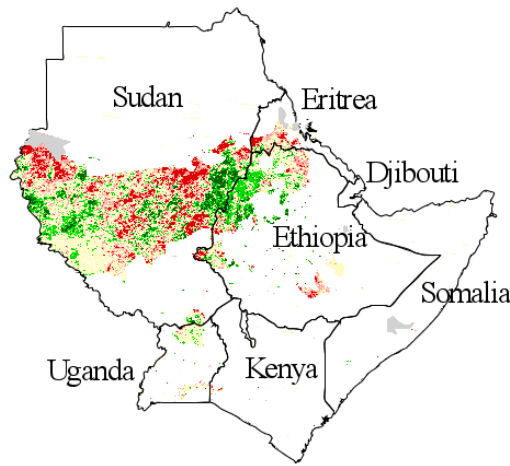 Sudan
Eritrea
Djibouti
Ethiopia
Somalia
Uganda
Kenya